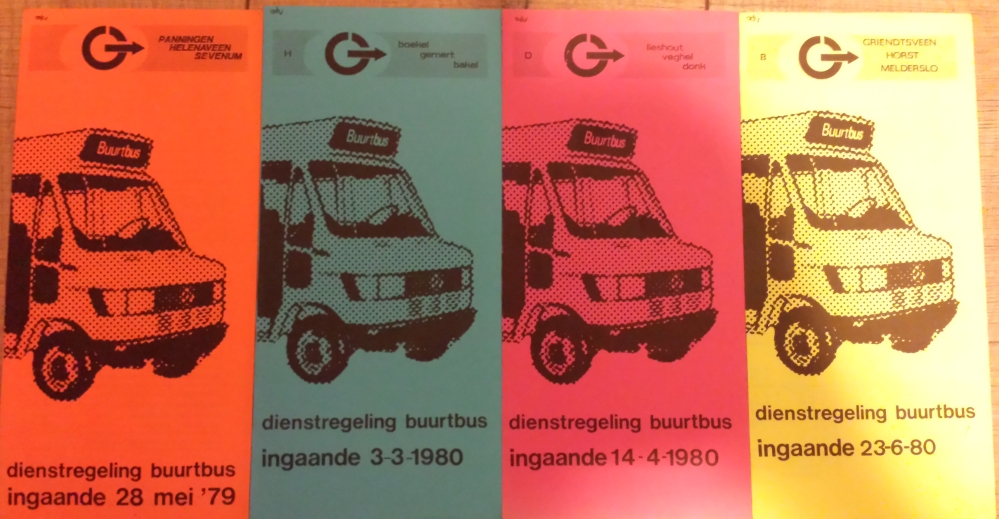 PANNINGEN
HELENAVEEN
SEVENUM
Buurtbus
dienstregeling buurtbus
ingaande 28 mei '79
H
boekel
gemert
bakel
Buurtbus
dienstregeling buurtbus
ingaande 3-3-1980
D
lieshout
veghel
donk
Buurtbus
dienstregeling buurtbus
ingaande 14-4-1980
B
GRIENDTSVEEN
HORST
MELDERSLO
Buurtbus
dienstregeling buurtbus
ingaande 23-6-80